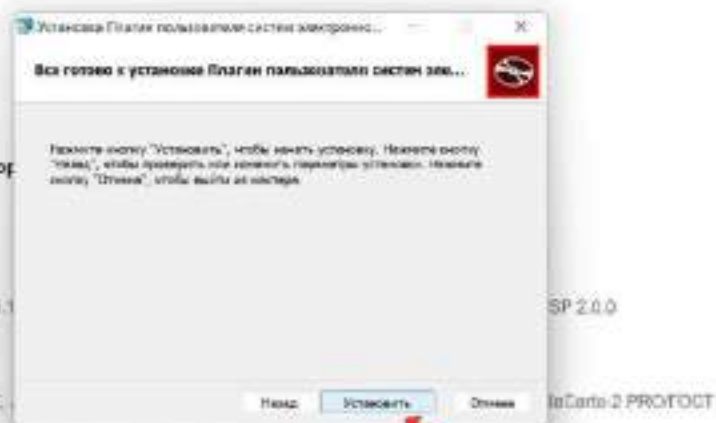 Установка Плагин пользователя систем электронно...
Все готово к установке Плагин пользователя систем эле...
Нажмите кнопку "Установить", чтобы начать установку. Нажмите кнопку
"Назад", чтобы проверить или изменить параметры установки. Нажмите
кнопку "Отмена", чтобы выйти из мастера.
ор
SP 2.0.0
Назад Установить Отмена
laCarta-2 PRO/ГОСТ